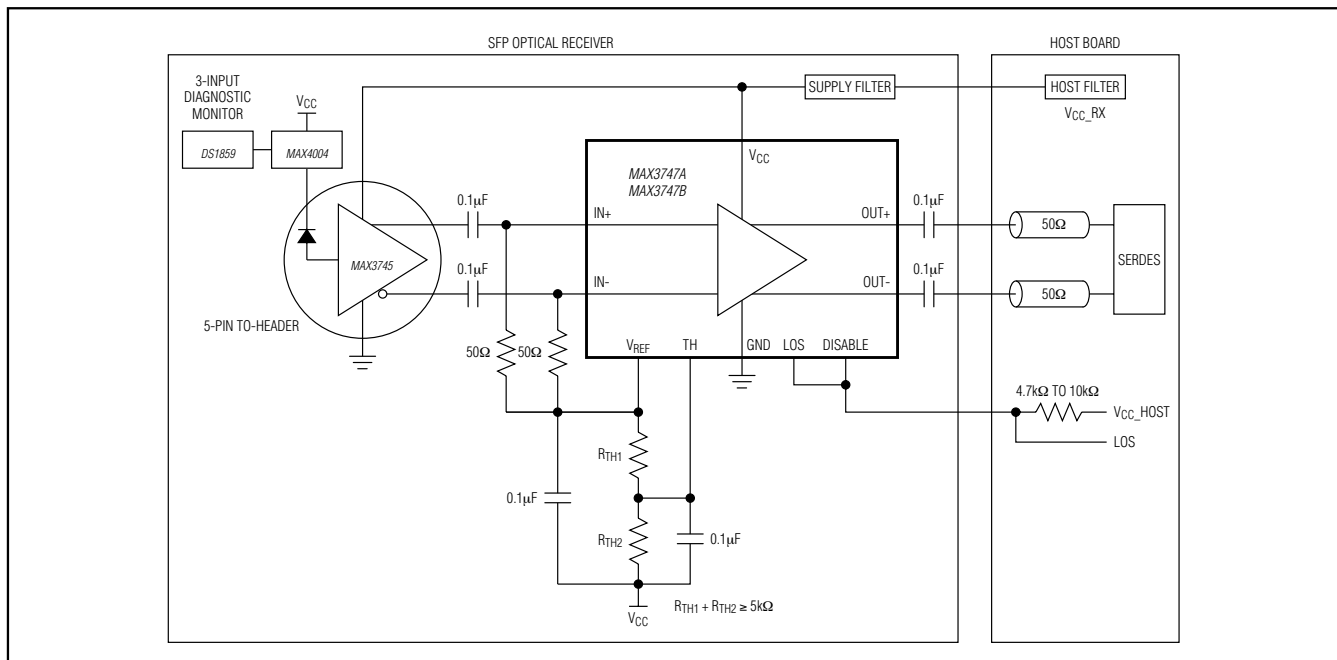 SFP OPTICAL RECEIVER
HOST BOARD
3-INPUT
DIAGNOSTIC
MONITOR
VCC
SUPPLY FILTER
HOST FILTER
VCC_RX
DS1859
MAX4004
VCC
MAX3747A
MAX3747B
0.1µF
0.1µF
IN+
OUT+
50Ω
MAX3745
0.1µF
0.1µF
SERDES
IN-
OUT-
50Ω
5-PIN TO-HEADER
50Ω
50Ω
VREF
TH
GND
LOS
DISABLE
4.7kΩ TO 10kΩ
VCC_HOST
LOS
RTH1
0.1µF
RTH2
0.1µF
VCC
RTH1 + RTH2 ≥ 5kΩ